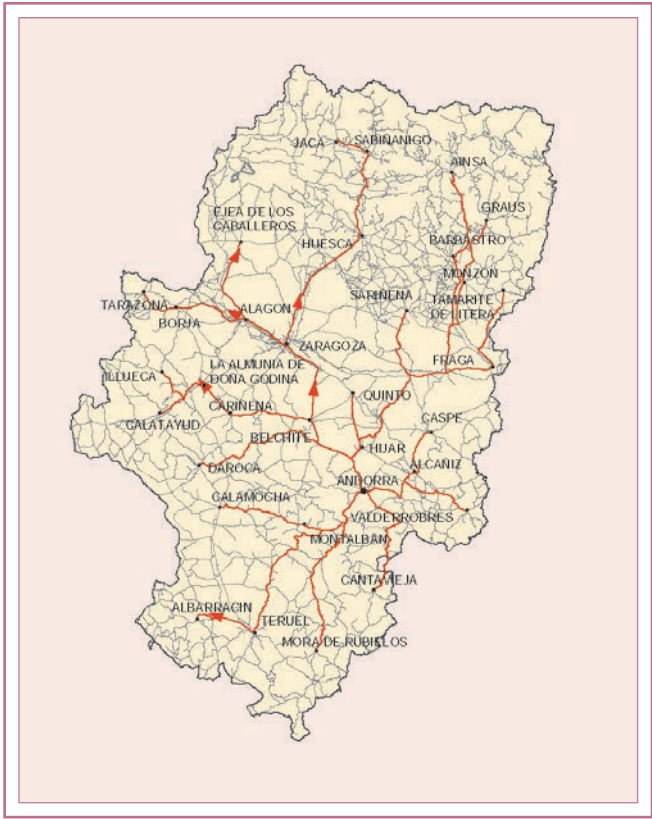 JACA
SABIÑANIGO
AINSA
GRAUS
EJEA DE LOS
CABALLEROS
HUESCA
BARBASTRO
MONZON
SARIÑENA
TAMARITE
DE LITERA
TARAZONA
BORJA
ALAGON
ZARAGOZA
FRAGA
ILLUECA
LA ALMUNIA DE
DOÑA GODINA
QUINTO
CARIÑENA
CASPE
CALATAYUD
BELCHITE
HIJAR
DAROCA
ALCAÑIZ
ANDORRA
CALAMOCHA
VALDERROBRES
MONTALBAN
CANTAVIEJA
ALBARRACIN
TERUEL
MORA DE RUBIELOS